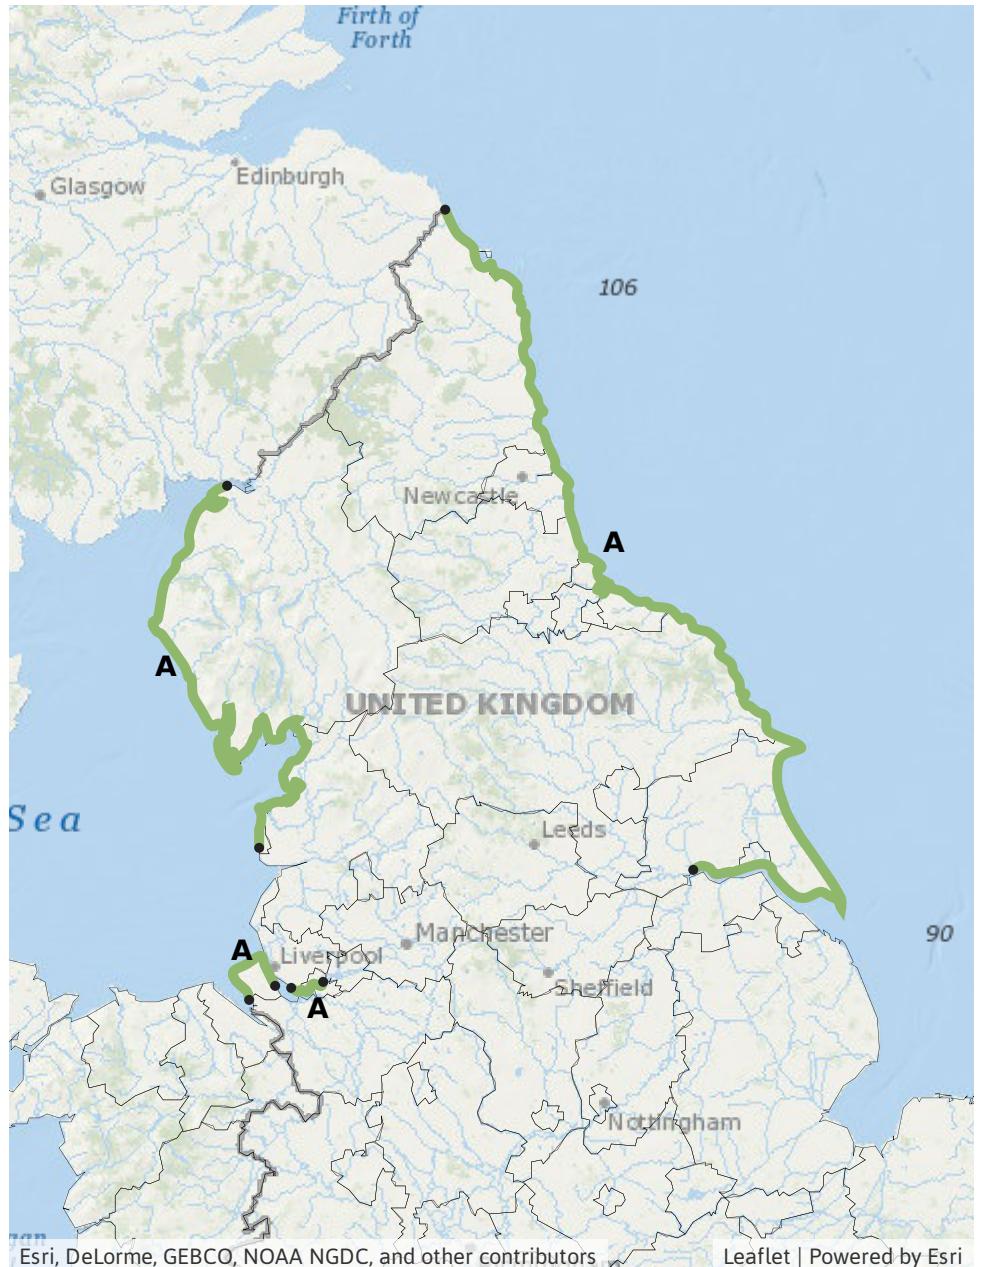 Firth of
Forth
Glasgow
Edinburgh
106
Newcastle
A
A
UNITED KINGDOM
Sea
Leeds
Manchester
90
A
Liverpool
Sheffield
A
Nottingham
Esri, DeLorme, GEBCO, NOAA NGDC, and other contributors
Leaflet | Powered by Esri